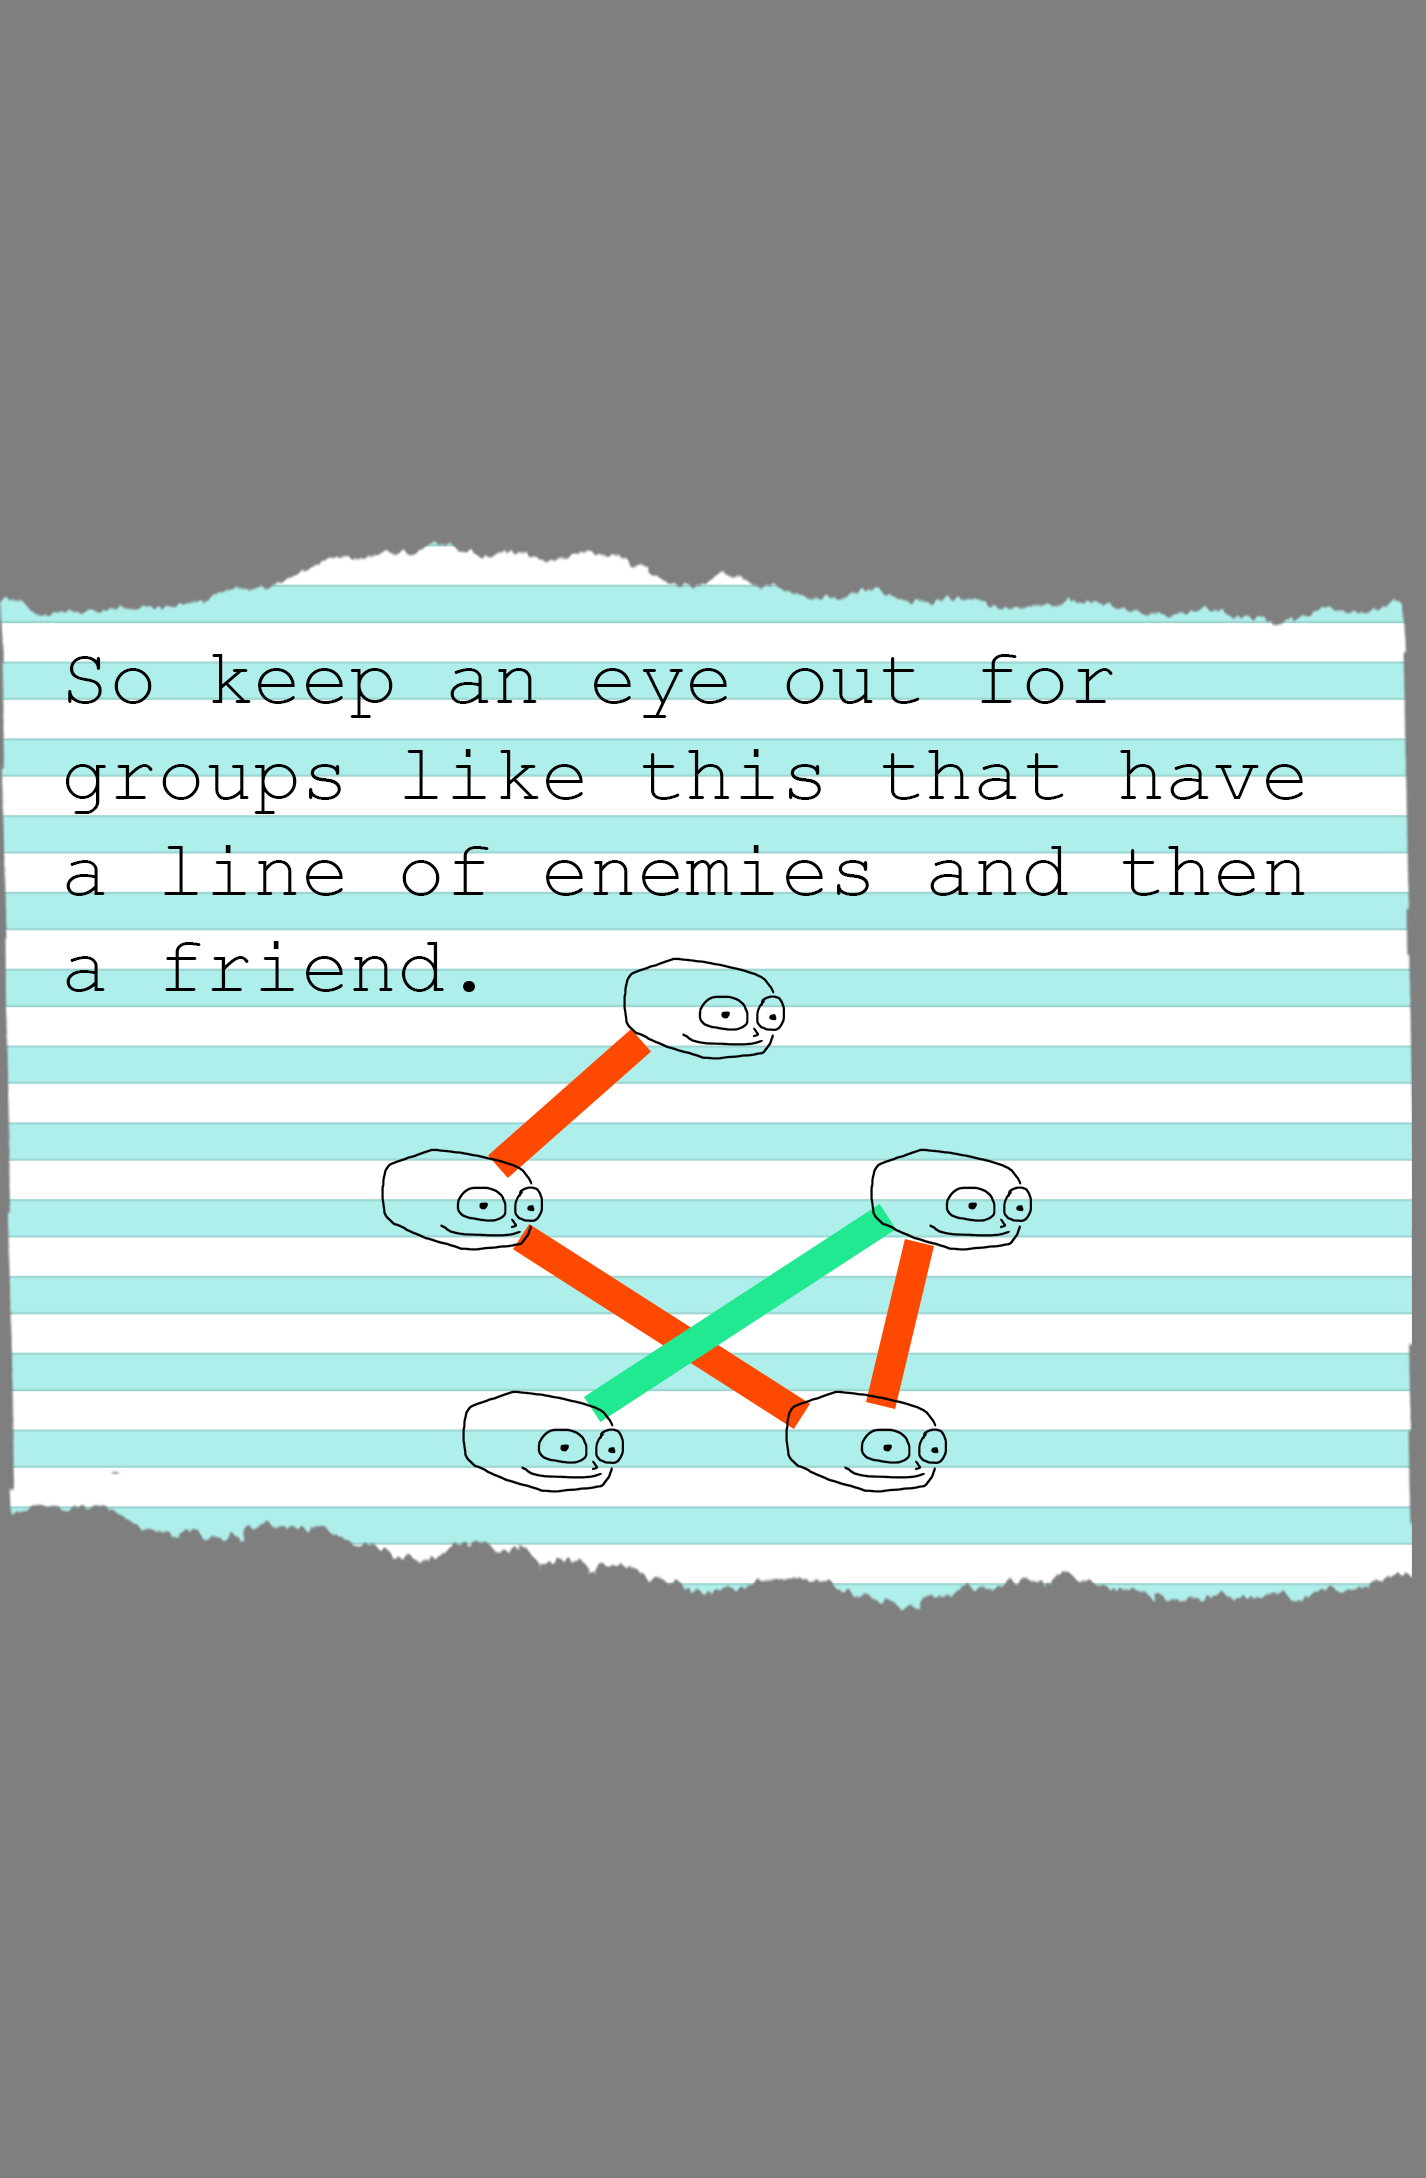 So keep an eye out for
groups like this that have
a line of enemies and then
a friend.